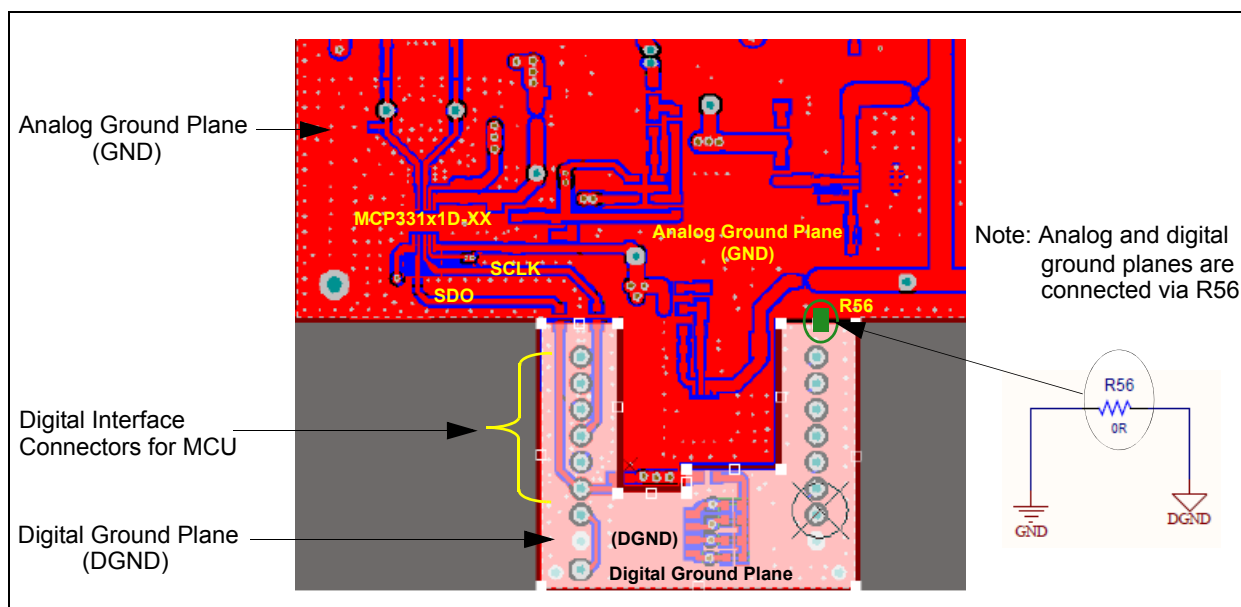 Analog Ground Plane
(GND)
MCP331x1D-XX
Analog Ground Plane
(GND)
SCLK
SDO
R56
Note: Analog and digital
ground planes are
connected via R56
Digital Interface
Connectors for MCU
R56
0R
GND
DGND
Digital Ground Plane
(DGND)
(DGND)
Digital Ground Plane